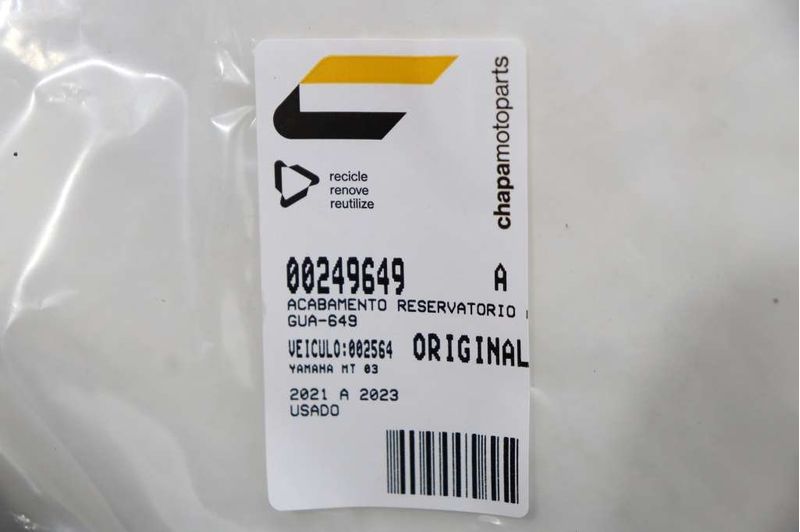 chapamotoparts
recicle
renove
reutilize
00249649 A
ACABAMENTO RESERVATORIO
GUA-649
VEICULO:002564 ORIGINAL
YAMAHA MT 03
2021 A 2023
USADO